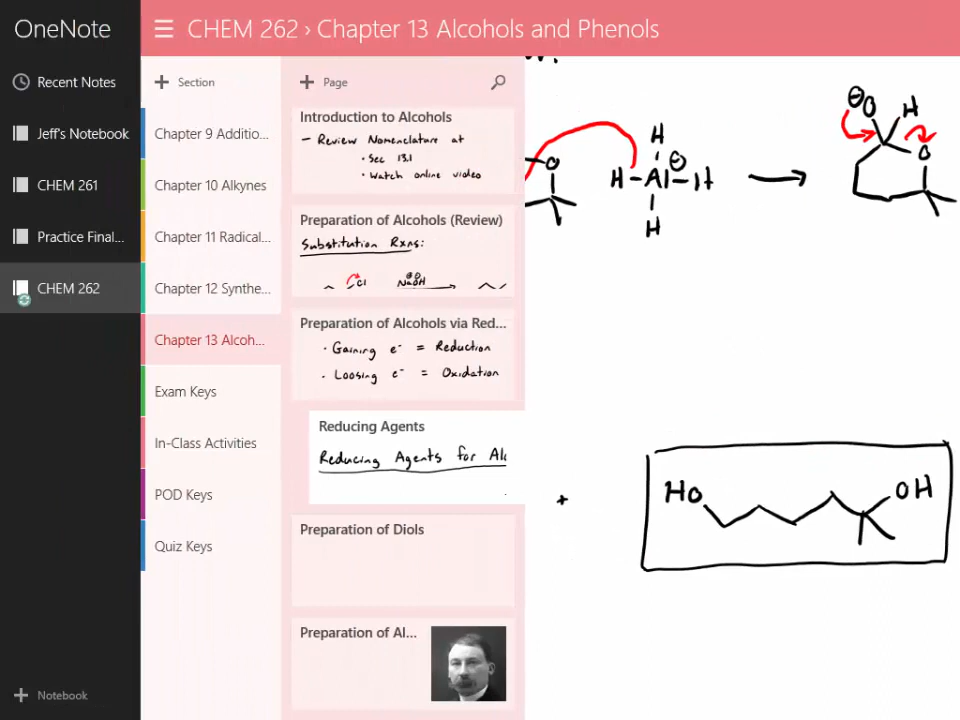 OneNote
CHEM 262 › Chapter 13 Alcohols and Phenols
Recent Notes
Jeff's Notebook
CHEM 261
Practice Final...
CHEM 262
Notebook
Section
Chapter 9 Additio...
Chapter 10 Alkynes
Chapter 11 Radical...
Chapter 12 Synthe...
Chapter 13 Alcoh...
Exam Keys
In-Class Activities
POD Keys
Quiz Keys
Page
Introduction to Alcohols
– Review Nomenclature at
• Sec 13.1
• Watch online video
Preparation of Alcohols (Review)
Substitution Rxns:
Cl
NaOH
Preparation of Alcohols via Red...
• Gaining e⁻ = Reduction
• Loosing e⁻ = Oxidation
Reducing Agents
Reducing Agents for Al
Preparation of Diols
Preparation of Al...
O
H
H–Al–H
H
O H
O
+
HO
OH